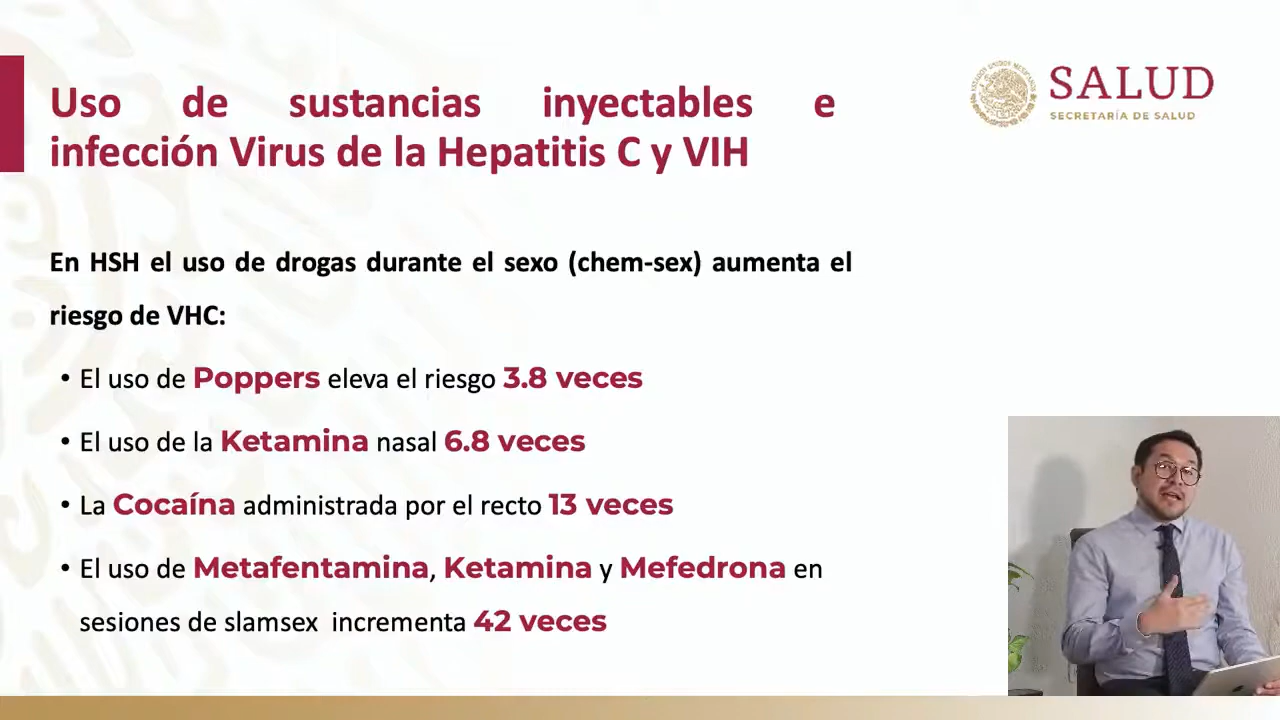 Uso de sustancias inyectables e
infección Virus de la Hepatitis C y VIH
SALUD
SECRETARÍA DE SALUD
En HSH el uso de drogas durante el sexo (chem-sex) aumenta el
riesgo de VHC:
• El uso de Poppers eleva el riesgo 3.8 veces
• El uso de la Ketamina nasal 6.8 veces
• La Cocaína administrada por el recto 13 veces
• El uso de Metafentamina, Ketamina y Mefedrona en
sesiones de slamsex incrementa 42 veces